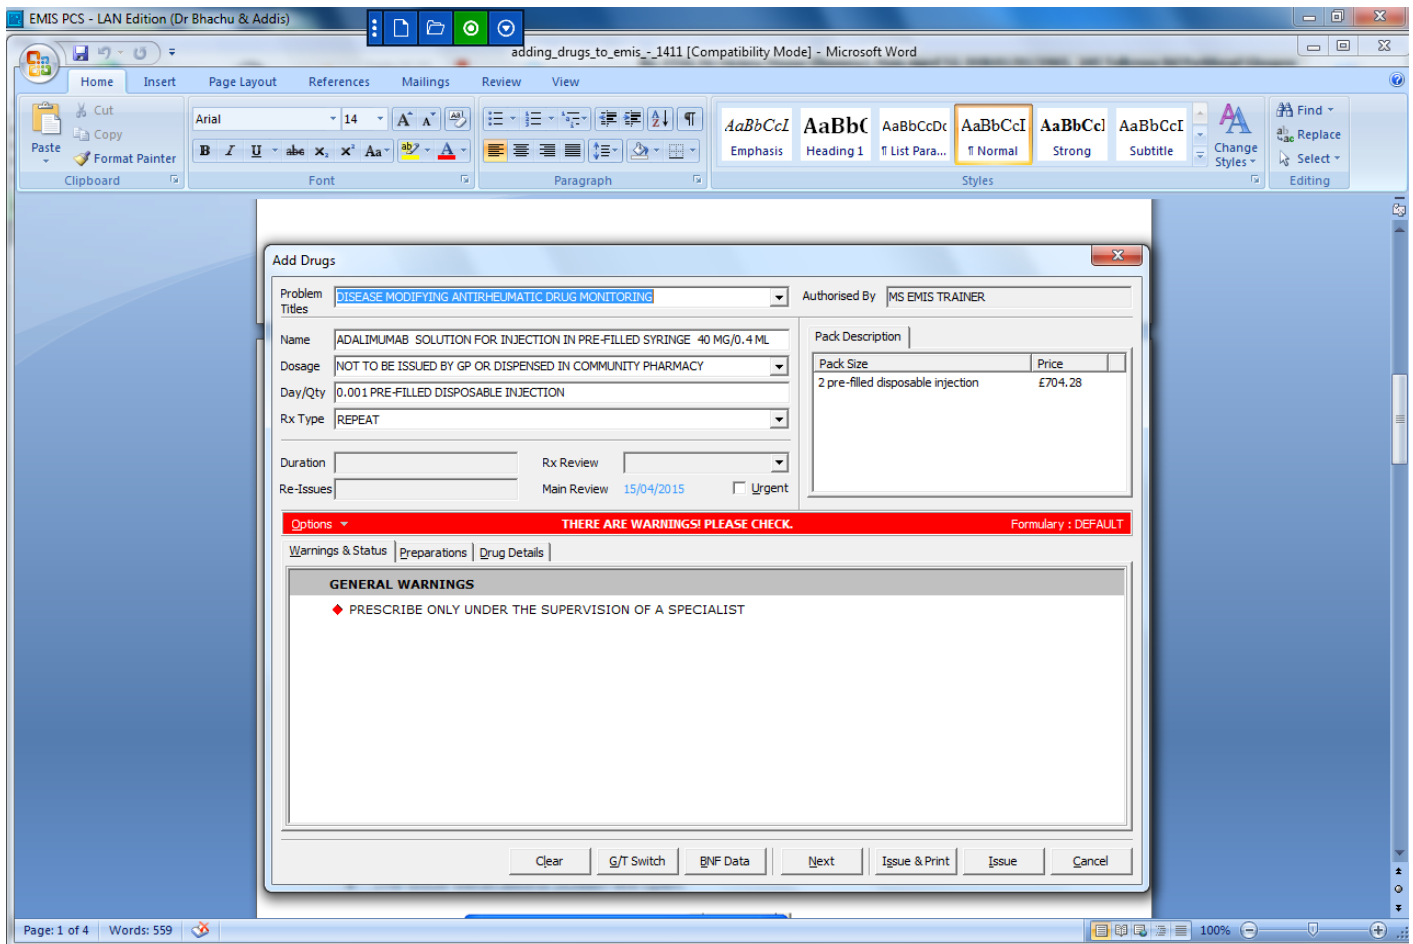 EMIS PCS - LAN Edition (Dr Bhachu & Addis)
adding_drugs_to_emis_-_1411 [Compatibility Mode] - Microsoft Word
Home Insert Page Layout References Mailings Review View
Paste
Cut
Copy
Format Painter
Clipboard
Arial 14
Font
Paragraph
AaBbCcI AaBb( AaBbCcDc AaBbCcI AaBbCcl AaBbCcI
Emphasis Heading 1 ¶ List Para... ¶ Normal Strong Subtitle
Change Styles
Styles
Find
Replace
Select
Editing
Add Drugs
Problem Titles DISEASE MODIFYING ANTIRHEUMATIC DRUG MONITORING
Authorised By MS EMIS TRAINER
Name ADALIMUMAB SOLUTION FOR INJECTION IN PRE-FILLED SYRINGE 40 MG/0.4 ML
Dosage NOT TO BE ISSUED BY GP OR DISPENSED IN COMMUNITY PHARMACY
Day/Qty 0.001 PRE-FILLED DISPOSABLE INJECTION
Rx Type REPEAT
Pack Description
Pack Size Price
2 pre-filled disposable injection £704.28
Duration Rx Review
Re-Issues Main Review 15/04/2015 Urgent
Options THERE ARE WARNINGS! PLEASE CHECK. Formulary : DEFAULT
Warnings & Status Preparations Drug Details
GENERAL WARNINGS
PRESCRIBE ONLY UNDER THE SUPERVISION OF A SPECIALIST
Clear G/T Switch BNF Data Next Issue & Print Issue Cancel
Page: 1 of 4 Words: 559 100%